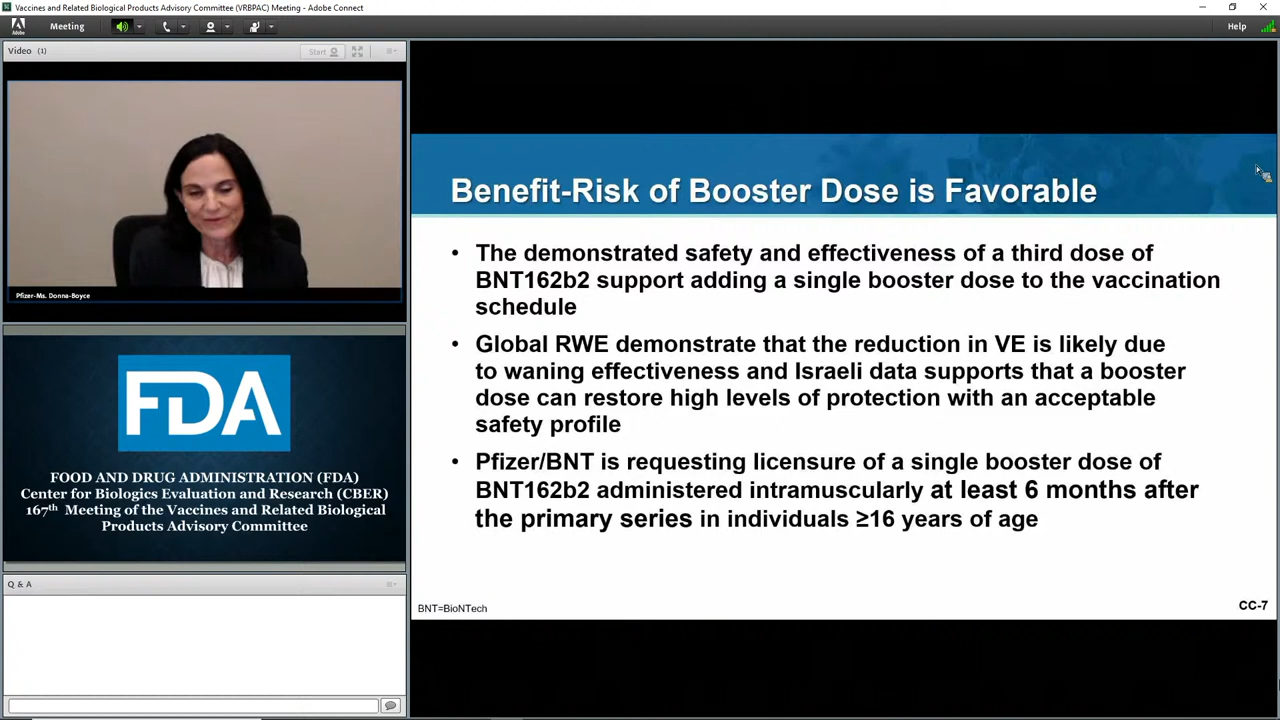 Vaccines and Related Biological Products Advisory Committee (VRBPAC) Meeting - Adobe Connect
Adobe
Meeting
Help
Video (1)
Start
Pfizer-Ms. Donna-Boyce
FDA
FOOD AND DRUG ADMINISTRATION (FDA)
Center for Biologics Evaluation and Research (CBER)
167th Meeting of the Vaccines and Related Biological
Products Advisory Committee
Q & A
Benefit-Risk of Booster Dose is Favorable
• The demonstrated safety and effectiveness of a third dose of
BNT162b2 support adding a single booster dose to the vaccination
schedule
• Global RWE demonstrate that the reduction in VE is likely due
to waning effectiveness and Israeli data supports that a booster
dose can restore high levels of protection with an acceptable
safety profile
• Pfizer/BNT is requesting licensure of a single booster dose of
BNT162b2 administered intramuscularly at least 6 months after
the primary series in individuals ≥16 years of age
BNT=BioNTech
CC-7